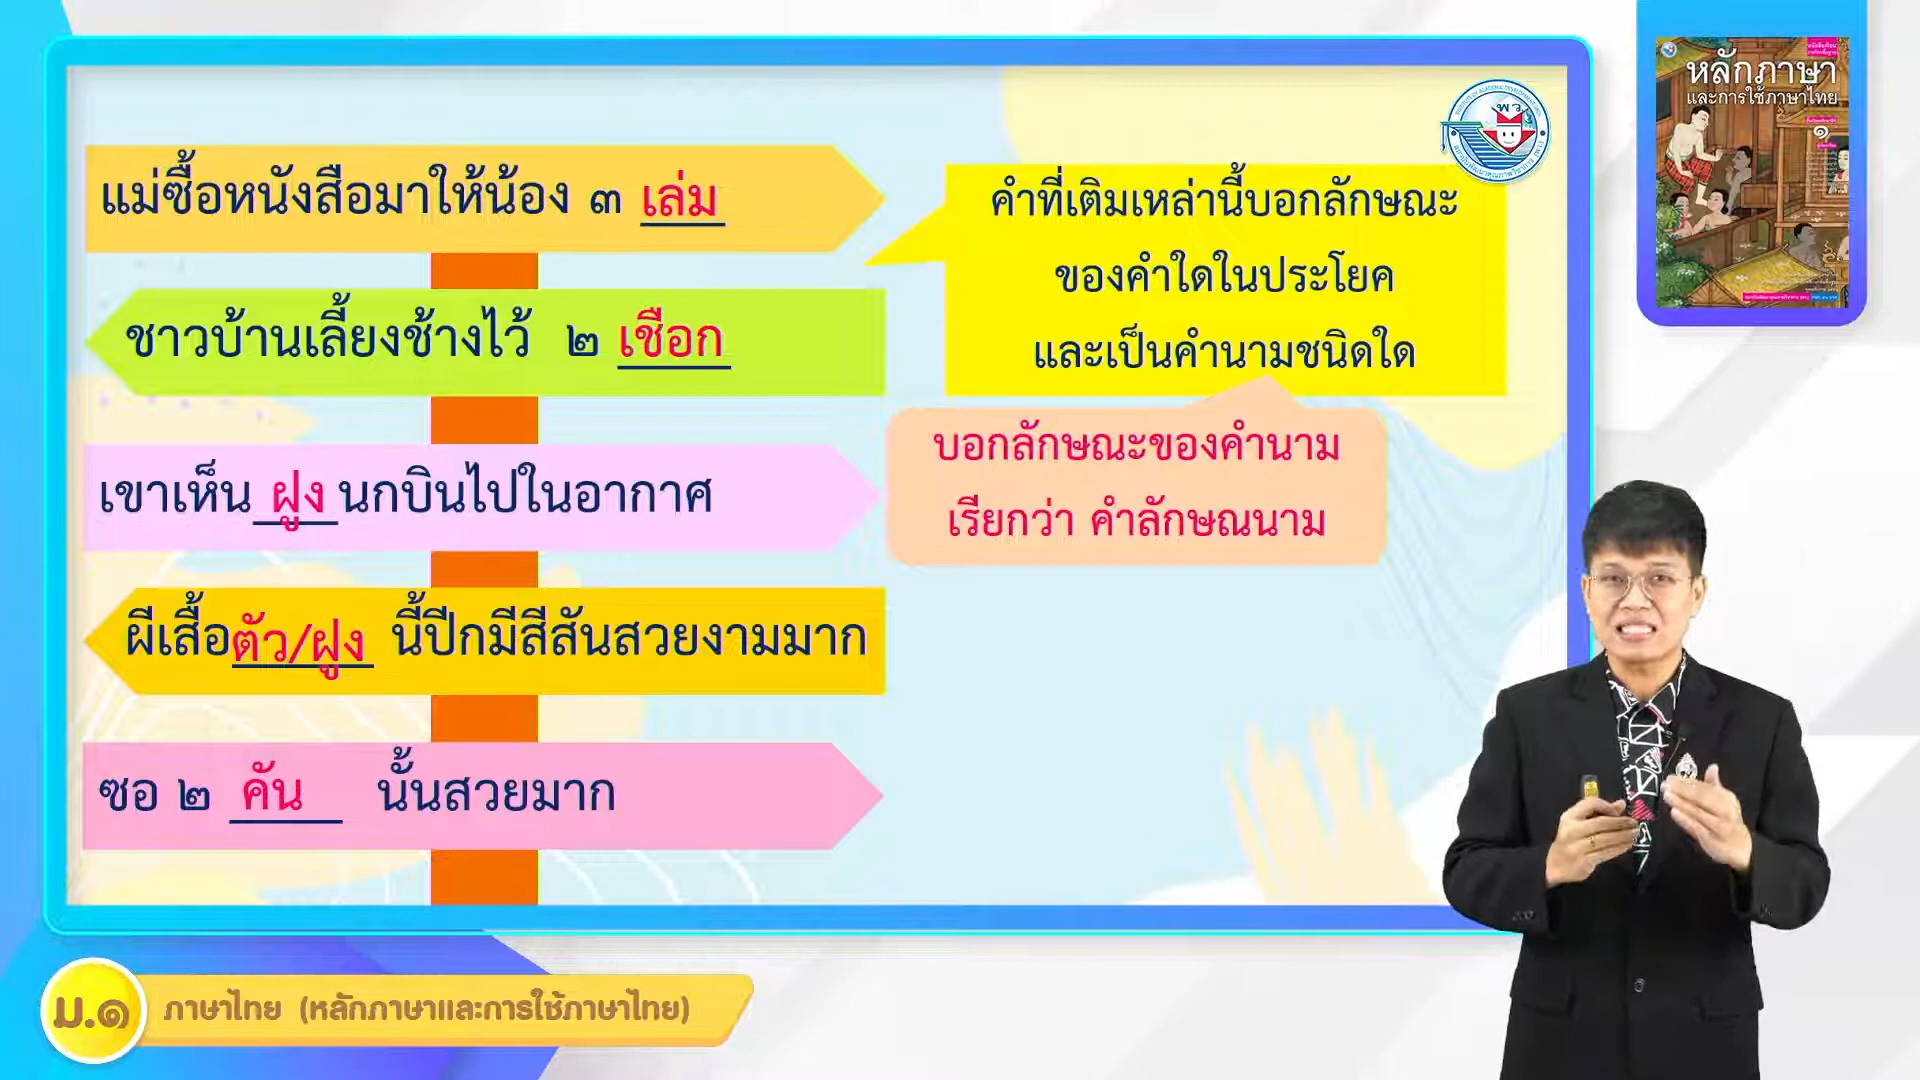 แม่ซื้อหนังสือมาให้น้อง ๓ เล่ม
ชาวบ้านเลี้ยงช้างไว้ ๒ เชือก
เขาเห็น ฝูง นกบินไปในอากาศ
ผีเสื้อตัว/ฝูง นี้ปีกมีสีสันสวยงามมาก
ซอ ๒ คัน นั้นสวยมาก
คำที่เติมเหล่านี้บอกลักษณะ
ของคำใดในประโยค
และเป็นคำนามชนิดใด
บอกลักษณะของคำนาม
เรียกว่า คำลักษณนาม
พว
หลักภาษา
และการใช้ภาษาไทย
๑
ม.๑
ภาษาไทย (หลักภาษาและการใช้ภาษาไทย)